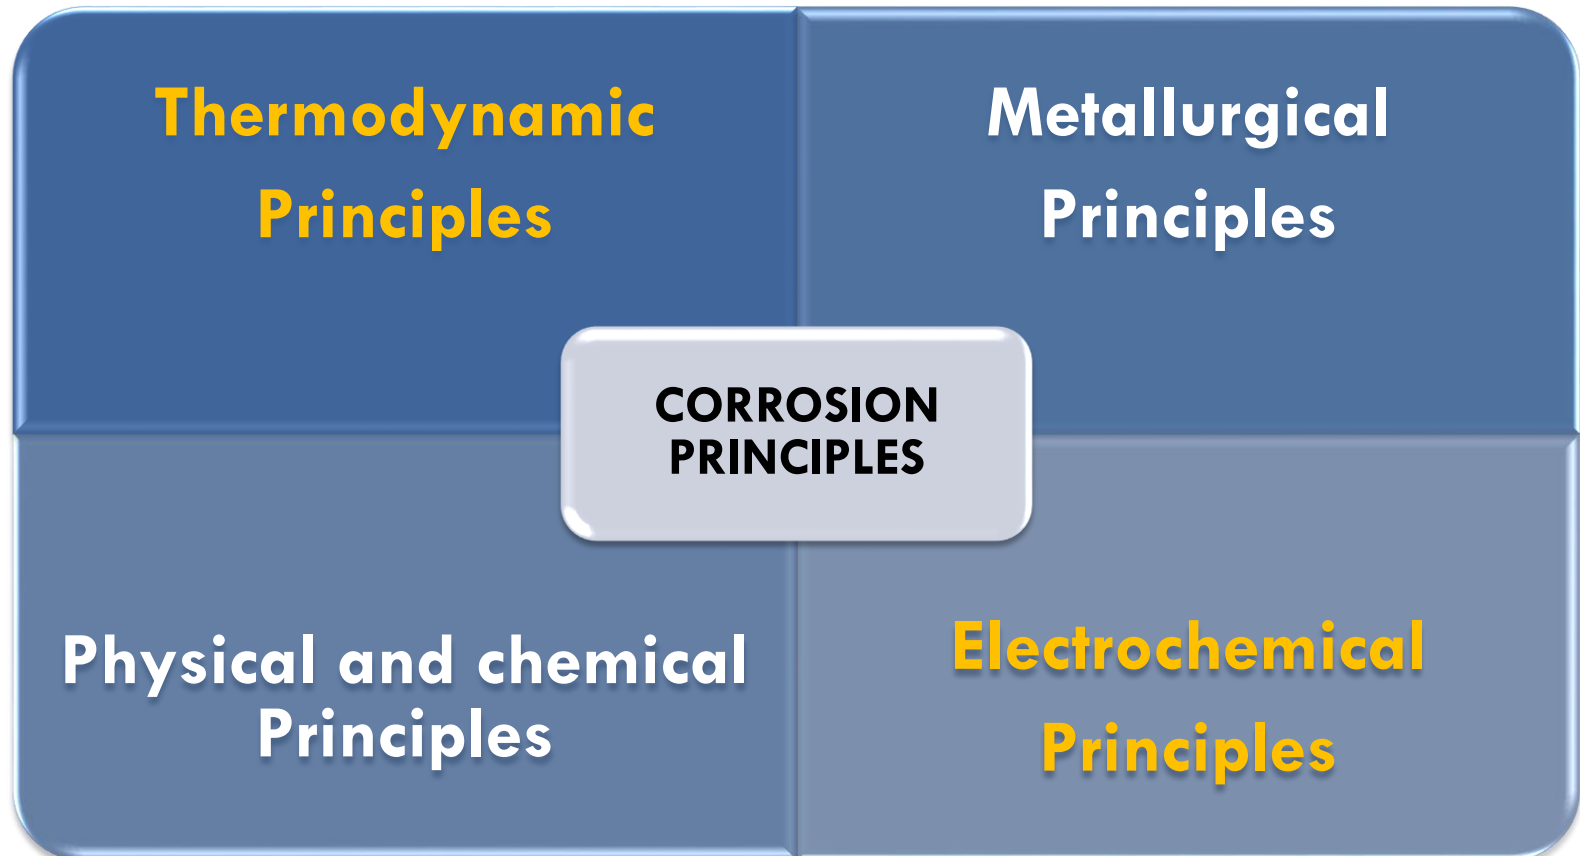 Thermodynamic
Principles
Metallurgical
Principles
CORROSION
PRINCIPLES
Physical and chemical
Principles
Electrochemical
Principles